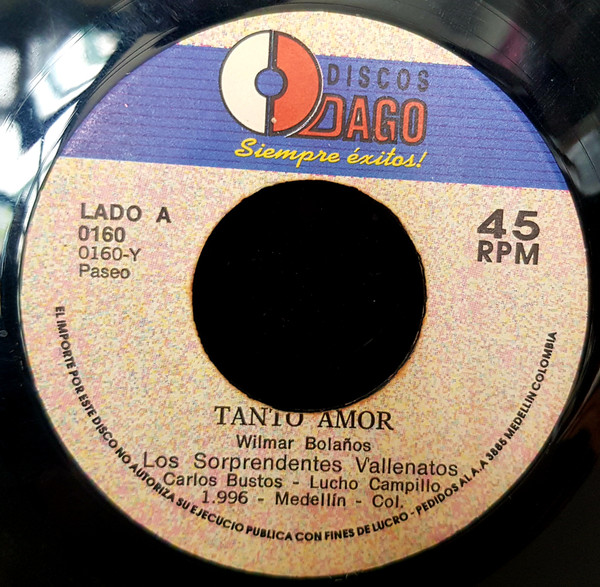 DISCOS
DAGO
Siempre éxitos!
LADO A
0160
0160-Y
Paseo
45
RPM
TANTO AMOR
Wilmar Bolaños
Los Sorprendentes Vallenatos
Carlos Bustos - Lucho Campillo
1.996 - Medellín - Col.
EL IMPORTE POR ESTE DISCO NO AUTORIZA SU EJECUCIO PUBLICA CON FINES DE LUCRO - PEDIDOS AL A.A 3885 MEDELLIN COLOMBIA